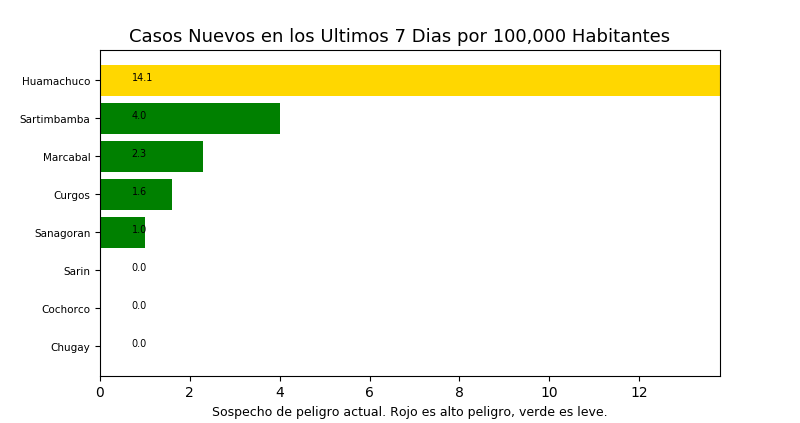 Casos Nuevos en los Ultimos 7 Dias por 100,000 Habitantes
Huamachuco 14.1
Sartimbamba 4.0
Marcabal 2.3
Curgos 1.6
Sanagoran 1.0
Sarin 0.0
Cochorco 0.0
Chugay 0.0
0 2 4 6 8 10 12
Sospecho de peligro actual. Rojo es alto peligro, verde es leve.